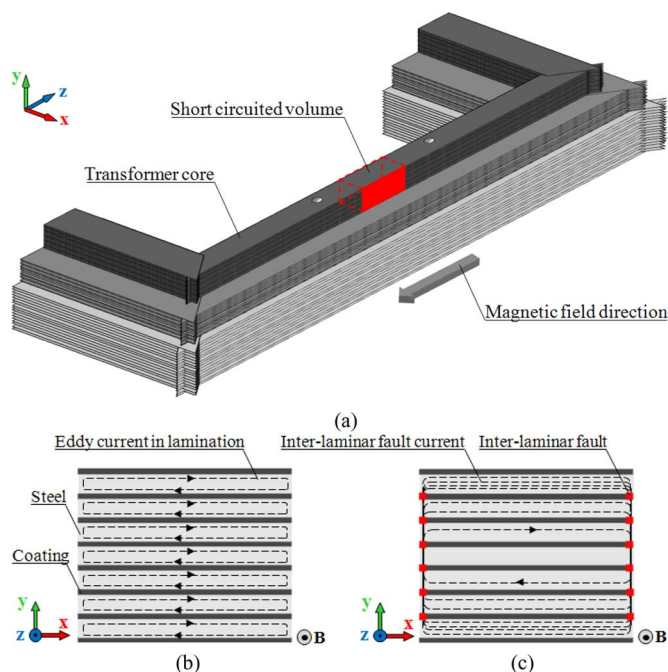 y
z
x
Short circuited volume
Transformer core
Magnetic field direction
(a)
Eddy current in lamination
Inter-laminar fault current
Inter-laminar fault
Steel
Coating
y
z
x
B
(b)
y
z
x
B
(c)